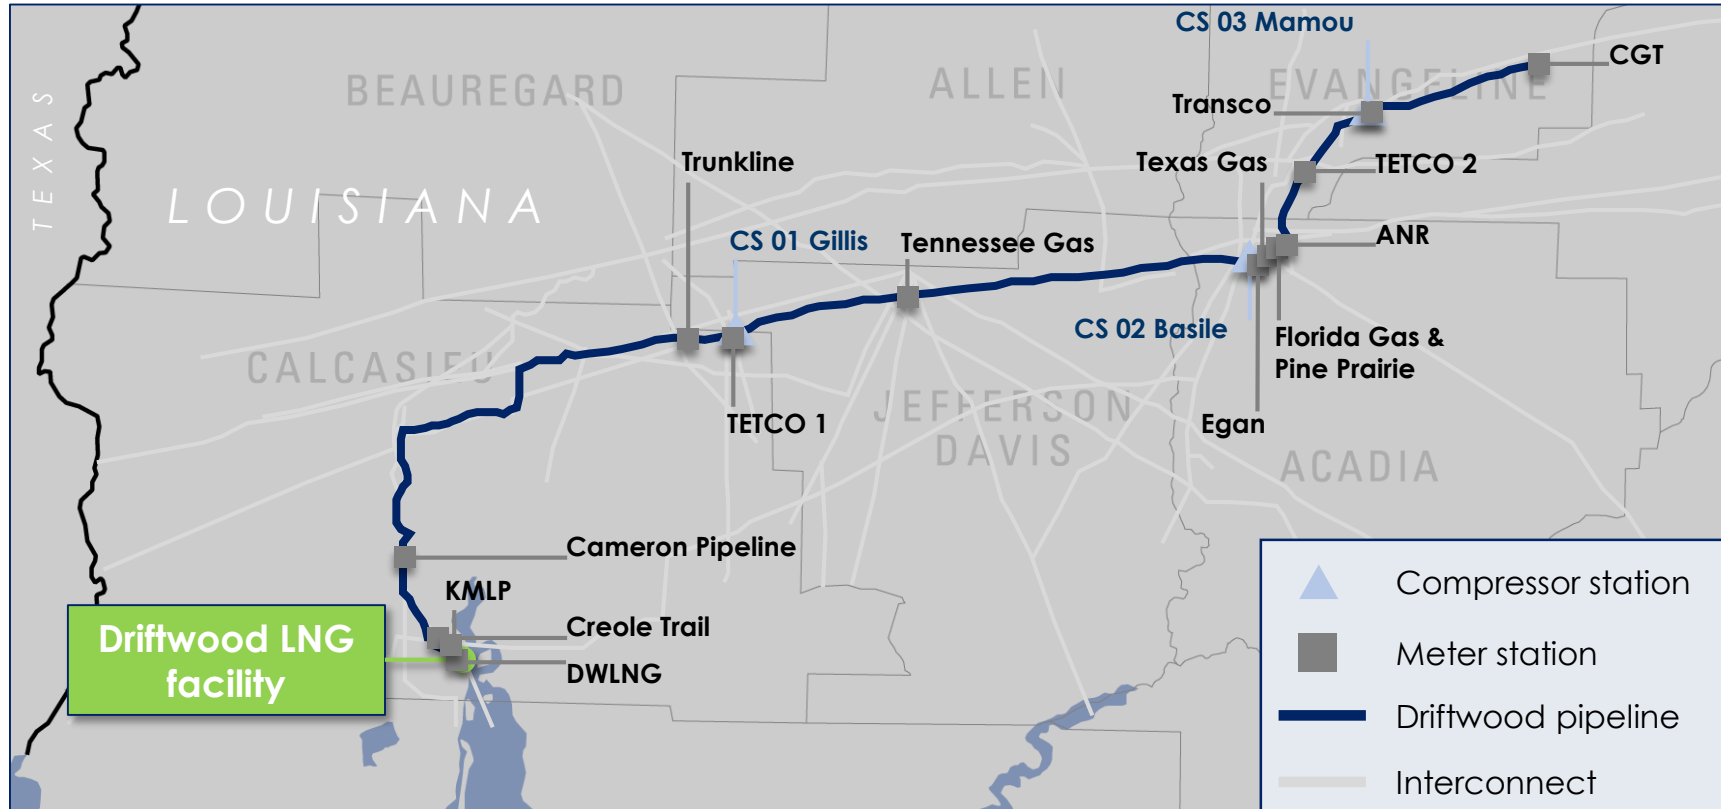 CS 03 Mamou
CGT
BEAUREGARD
ALLEN
EVANGELINE
TEXAS
Transco
Trunkline
Texas Gas
TETCO 2
LOUISIANA
CS 01 Gillis
Tennessee Gas
ANR
CS 02 Basile
Florida Gas &
Pine Prairie
CALCASIEU
TETCO 1
JEFFERSON
DAVIS
Egan
ACADIA
Cameron Pipeline
KMLP
Creole Trail
DWLNG
Driftwood LNG
facility
Compressor station
Meter station
Driftwood pipeline
Interconnect